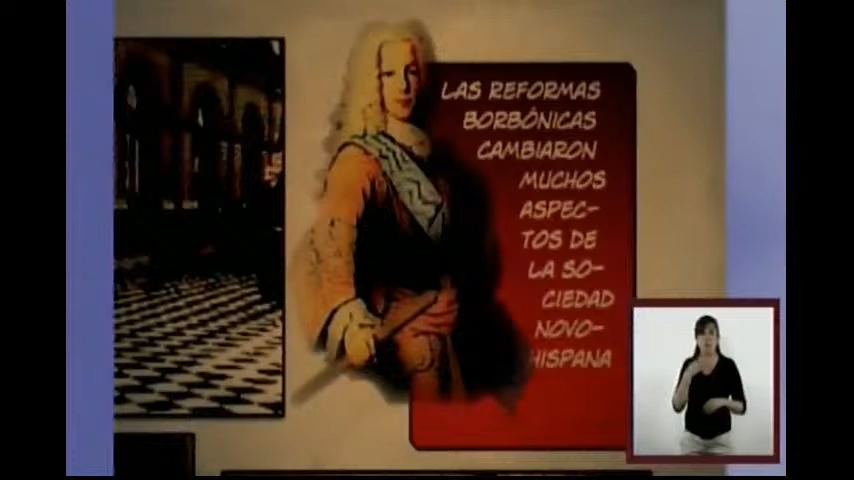 LAS REFORMAS
BORBÓNICAS
CAMBIARON
MUCHOS
ASPEC-
TOS DE
LA SO-
CIEDAD
NOVO-
HISPANA